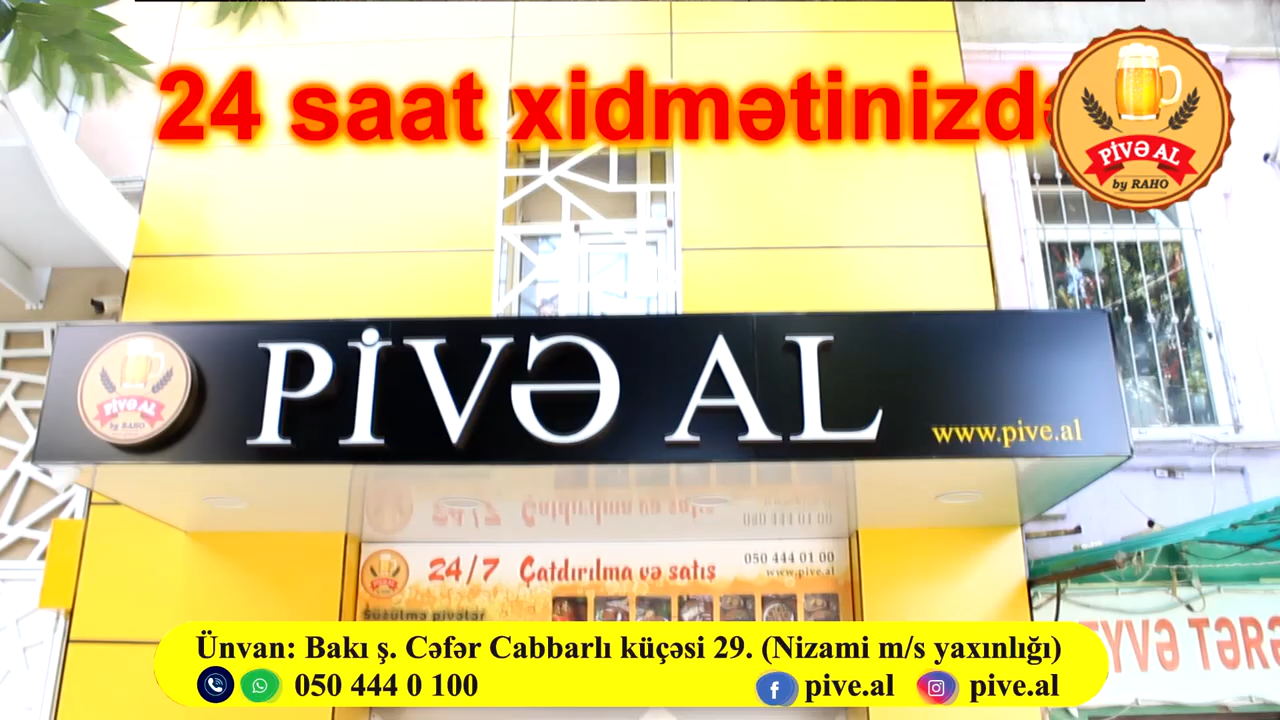 24 saat xidmətinizdə
PİVƏ AL
by RAHO
PİVƏ AL
PİVƏ AL
by RAHO
www.pive.al
24/7 Çatdırılma və satış
050 444 01 00
www.pive.al
Süzülmə pivələr
EYVƏ TƏRƏ
Ünvan: Bakı ş. Cəfər Cabbarlı küçəsi 29. (Nizami m/s yaxınlığı)
050 444 0 100
pive.al
pive.al